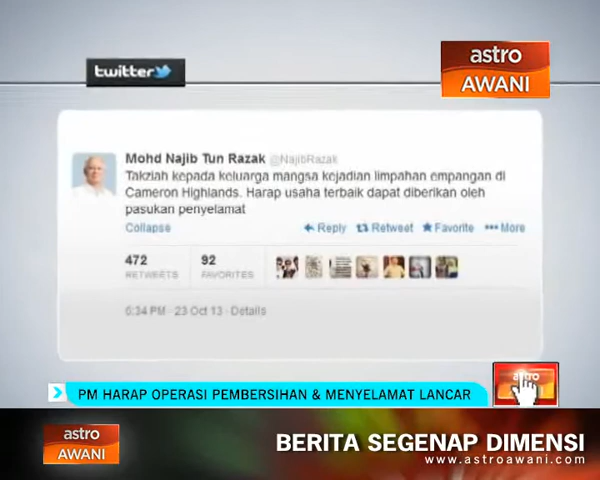 twitter
astro
AWANI
Mohd Najib Tun Razak @NajibRazak
Takziah kepada keluarga mangsa kejadian limpahan empangan di
Cameron Highlands. Harap usaha terbaik dapat diberikan oleh
pasukan penyelamat
Collapse Reply Retweet Favorite More
472 92
RETWEETS FAVORITES
6:34 PM - 23 Oct 13 - Details
PM HARAP OPERASI PEMBERSIHAN & MENYELAMAT LANCAR
astro
astro
AWANI
BERITA SEGENAP DIMENSI
www.astroawani.com